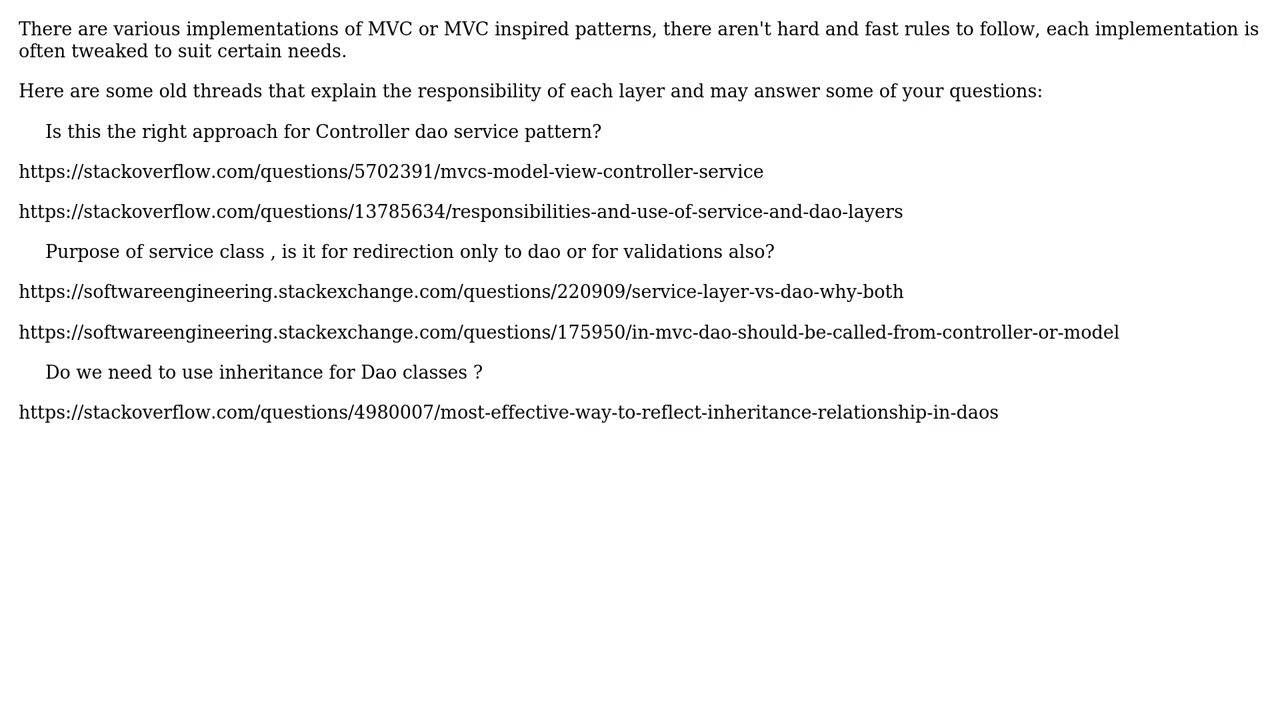 There are various implementations of MVC or MVC inspired patterns, there aren't hard and fast rules to follow, each implementation is
often tweaked to suit certain needs.
Here are some old threads that explain the responsibility of each layer and may answer some of your questions:
Is this the right approach for Controller dao service pattern?
https://stackoverflow.com/questions/5702391/mvcs-model-view-controller-service
https://stackoverflow.com/questions/13785634/responsibilities-and-use-of-service-and-dao-layers
Purpose of service class , is it for redirection only to dao or for validations also?
https://softwareengineering.stackexchange.com/questions/220909/service-layer-vs-dao-why-both
https://softwareengineering.stackexchange.com/questions/175950/in-mvc-dao-should-be-called-from-controller-or-model
Do we need to use inheritance for Dao classes ?
https://stackoverflow.com/questions/4980007/most-effective-way-to-reflect-inheritance-relationship-in-daos